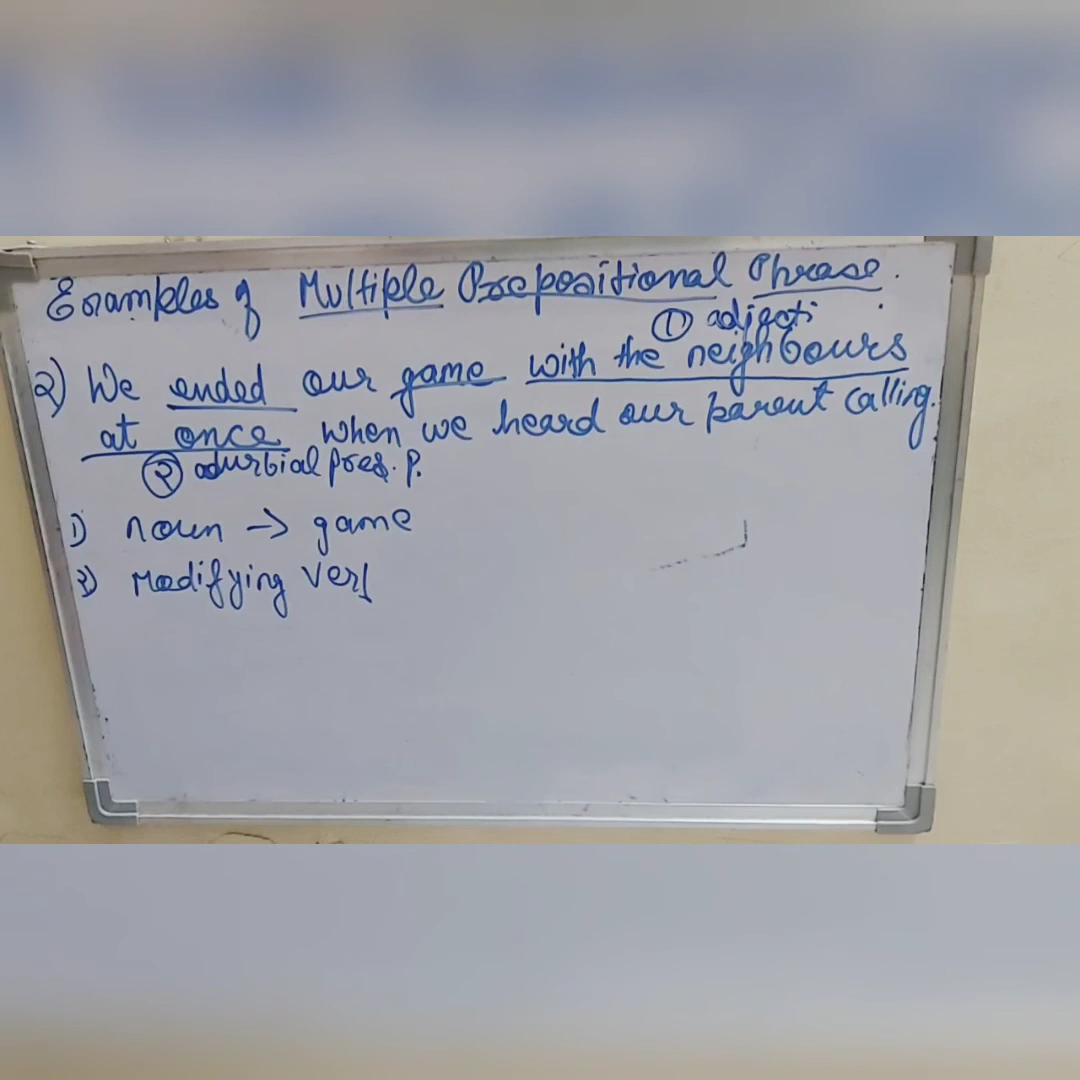 Examples of Multiple Prepositional Phrase.
① adjecti
2) We ended our game with the neighbours
at once when we heard our parent calling.
② adverbial prep. p.
1) noun → game
2) Modifying verb